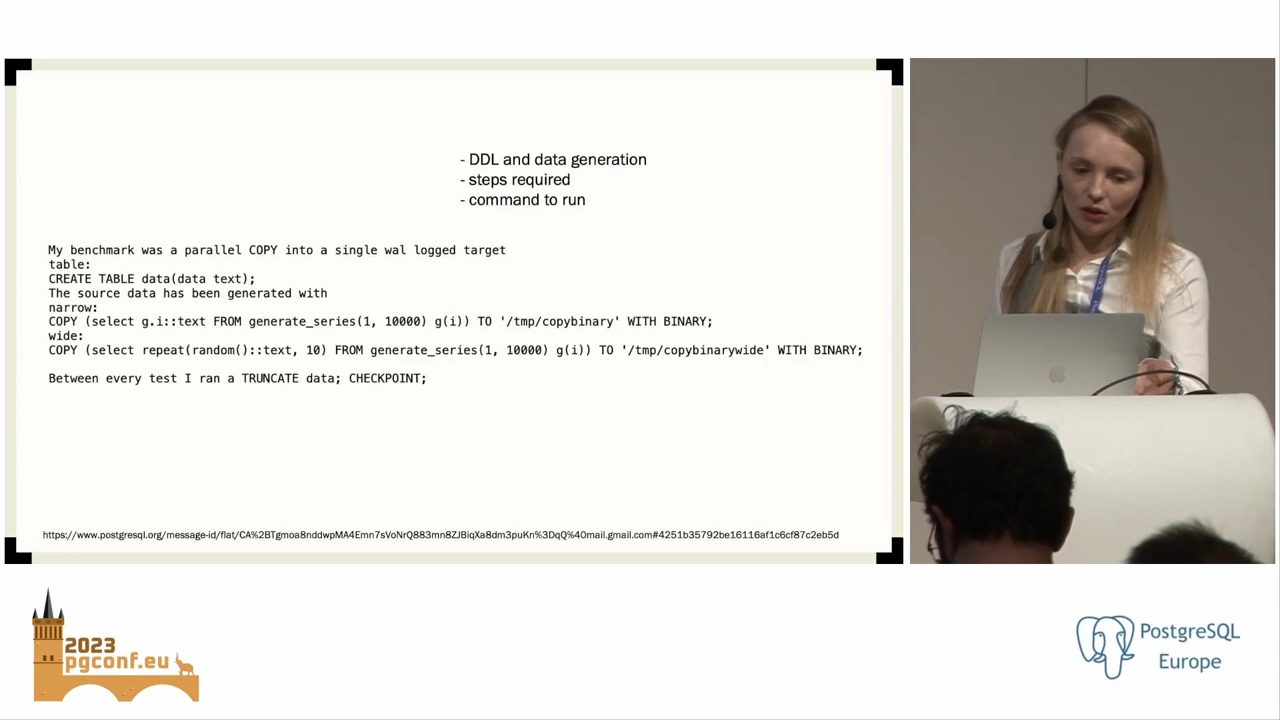 - DDL and data generation
- steps required
- command to run
My benchmark was a parallel COPY into a single wal logged target
table:
CREATE TABLE data(data text);
The source data has been generated with
narrow:
COPY (select g.i::text FROM generate_series(1, 10000) g(i)) TO '/tmp/copybinary' WITH BINARY;
wide:
COPY (select repeat(random()::text, 10) FROM generate_series(1, 10000) g(i)) TO '/tmp/copybinarywide' WITH BINARY;
Between every test I ran a TRUNCATE data; CHECKPOINT;
https://www.postgresql.org/message-id/flat/CA%2BTgmoa8nddwpMA4Emn7sVoNrQ883mn8ZJBiqXa8dm3puKn%3DqQ%40mail.gmail.com#4251b35792be16116af1c6cf87c2eb5d
2023
pgconf.eu
PostgreSQL
Europe